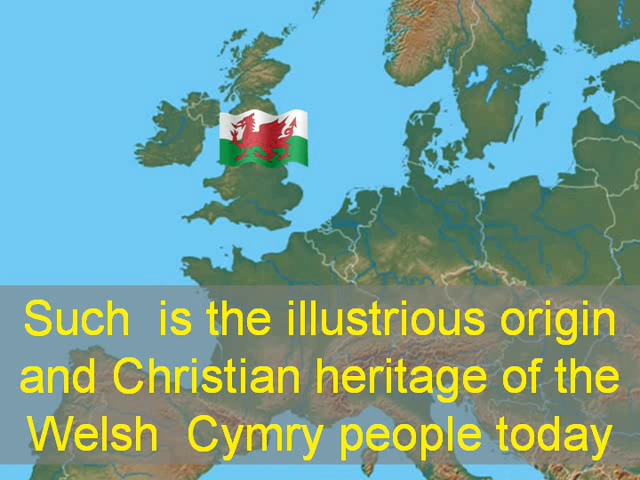 Such  is the illustrious origin
and Christian heritage of the
Welsh  Cymry people today